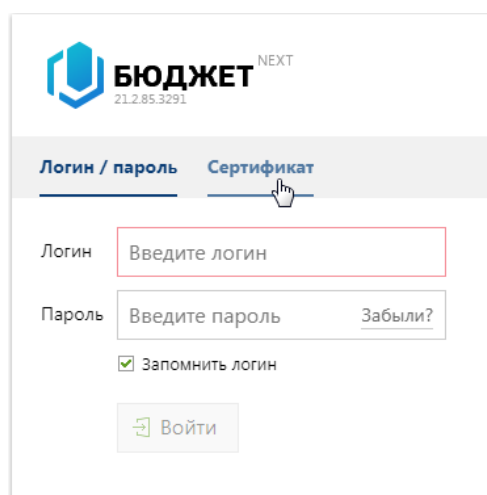 БЮДЖЕТ NEXT
21.2.85.3291
Логин / пароль Сертификат
Логин Введите логин
Пароль Введите пароль Забыли?
Запомнить логин
Войти